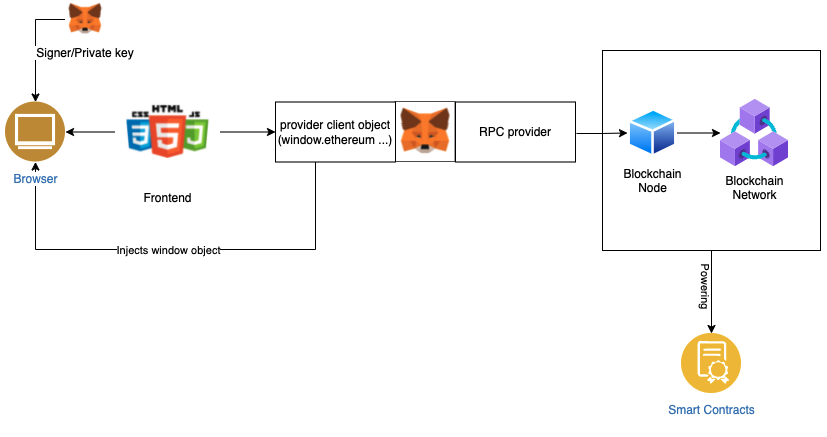 Signer/Private key
Browser
CSS
HTML
JS
Frontend
provider client object
(window.ethereum ...)
RPC provider
Injects window object
Blockchain
Node
Blockchain
Network
Powering
Smart Contracts